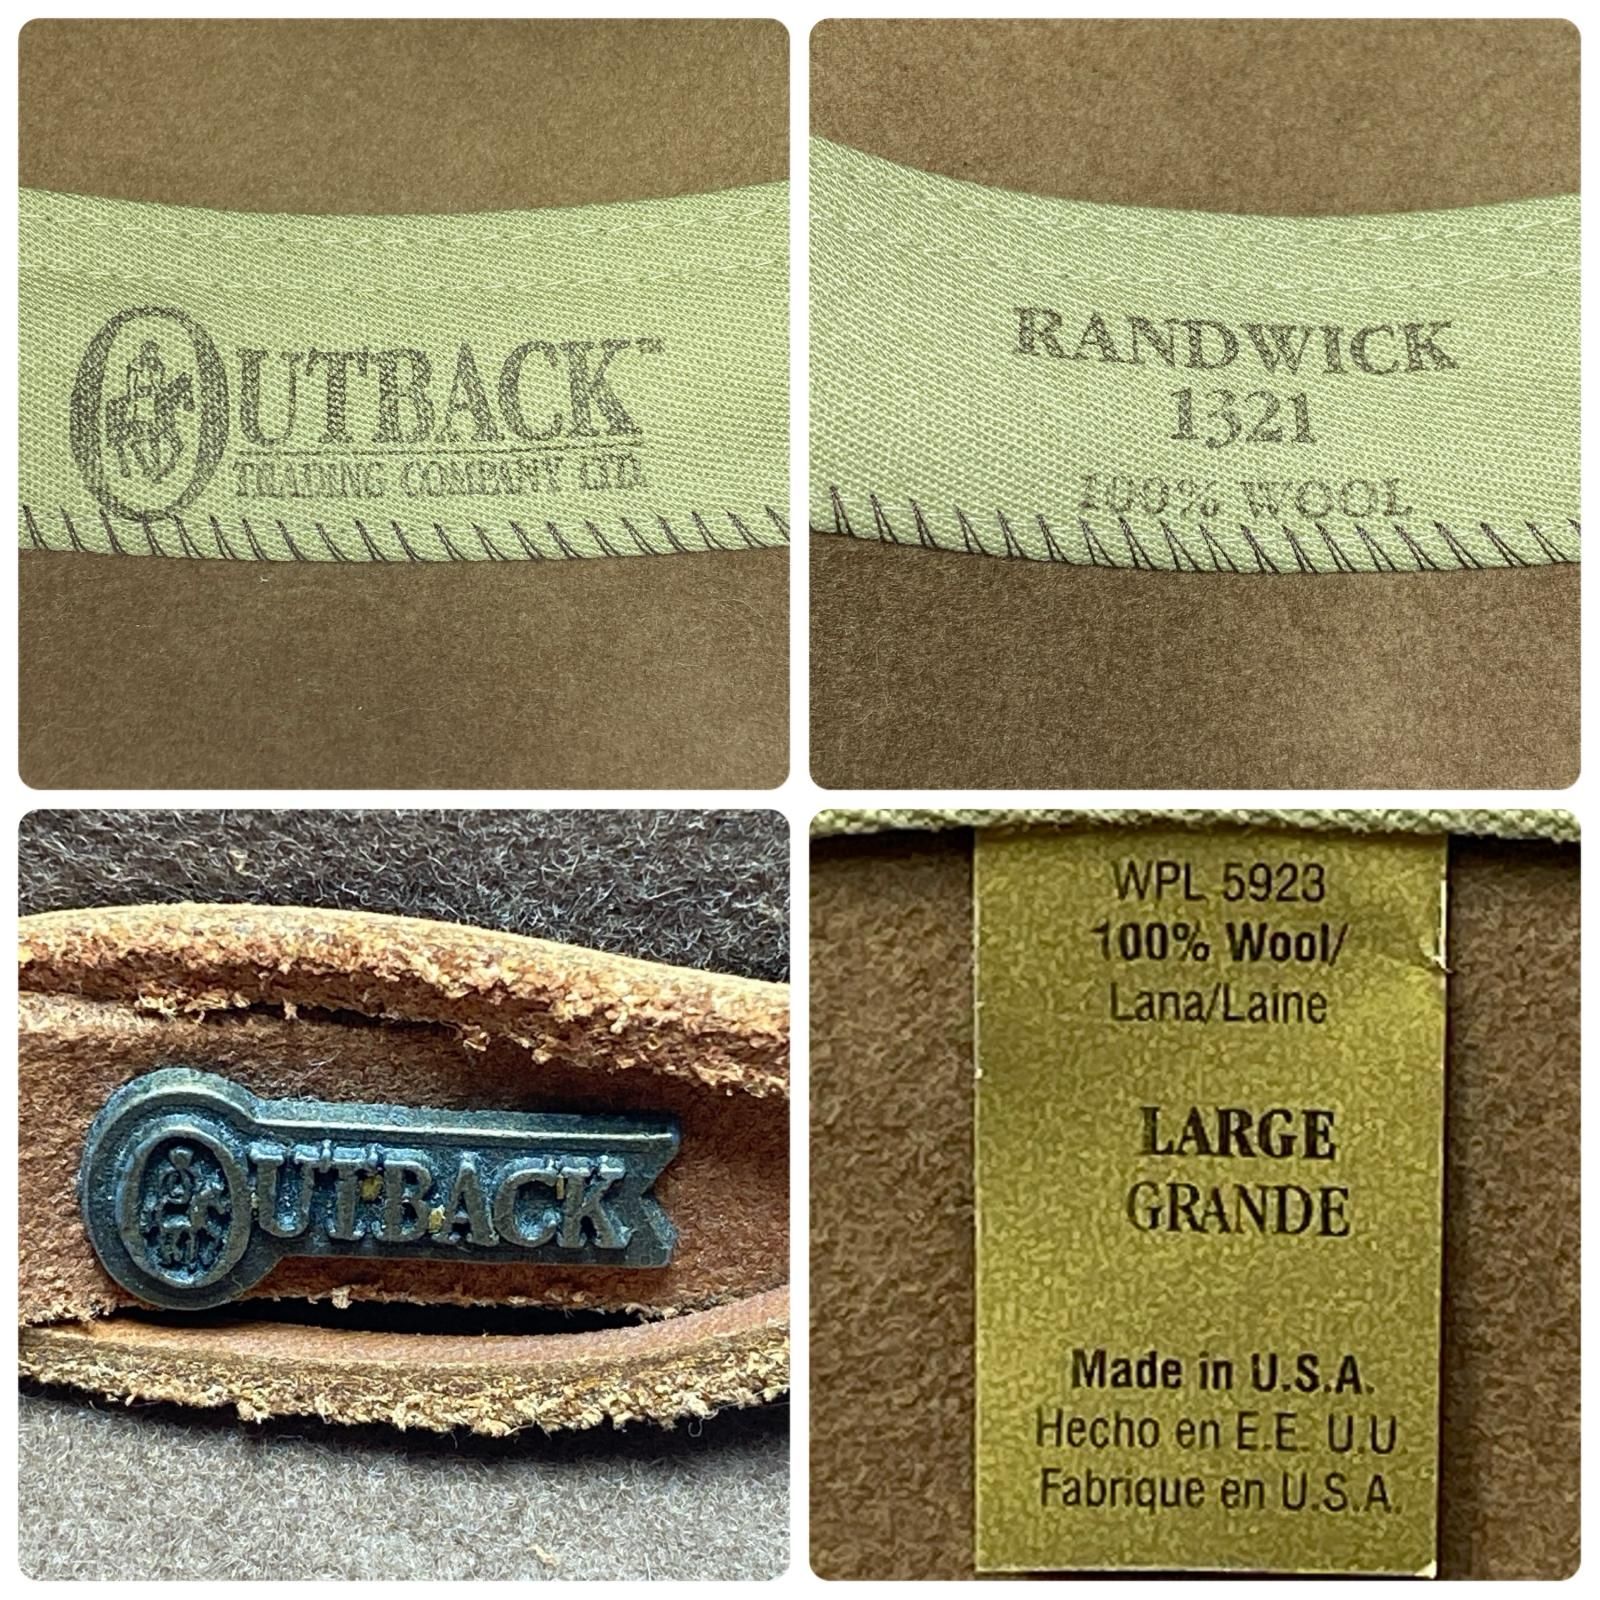 OUTBACK™
TRADING COMPANY LTD.
RANDWICK
1321
100% WOOL
OUTBACK
WPL 5923
100% Wool/
Lana/Laine
LARGE
GRANDE
Made in U.S.A.
Hecho en E.E. U.U.
Fabrique en U.S.A.